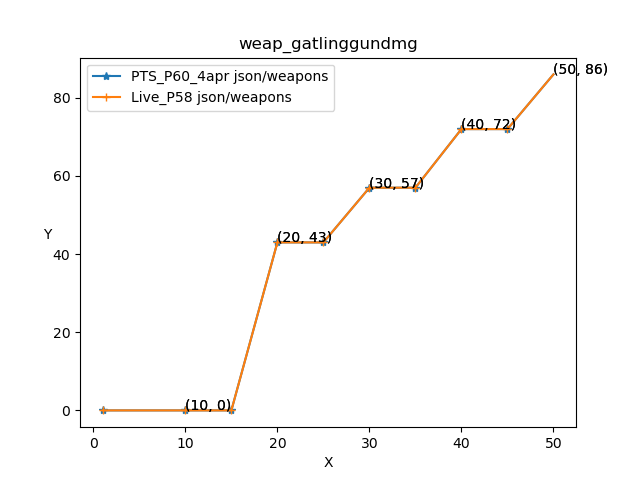 weap_gatlinggundmg
PTS_P60_4apr json/weapons
Live_P58 json/weapons
(50, 86)
80
(40, 72)
60
(30, 57)
Y
(20, 43)
40
20
(10, 0)
0
0 10 20 30 40 50
X